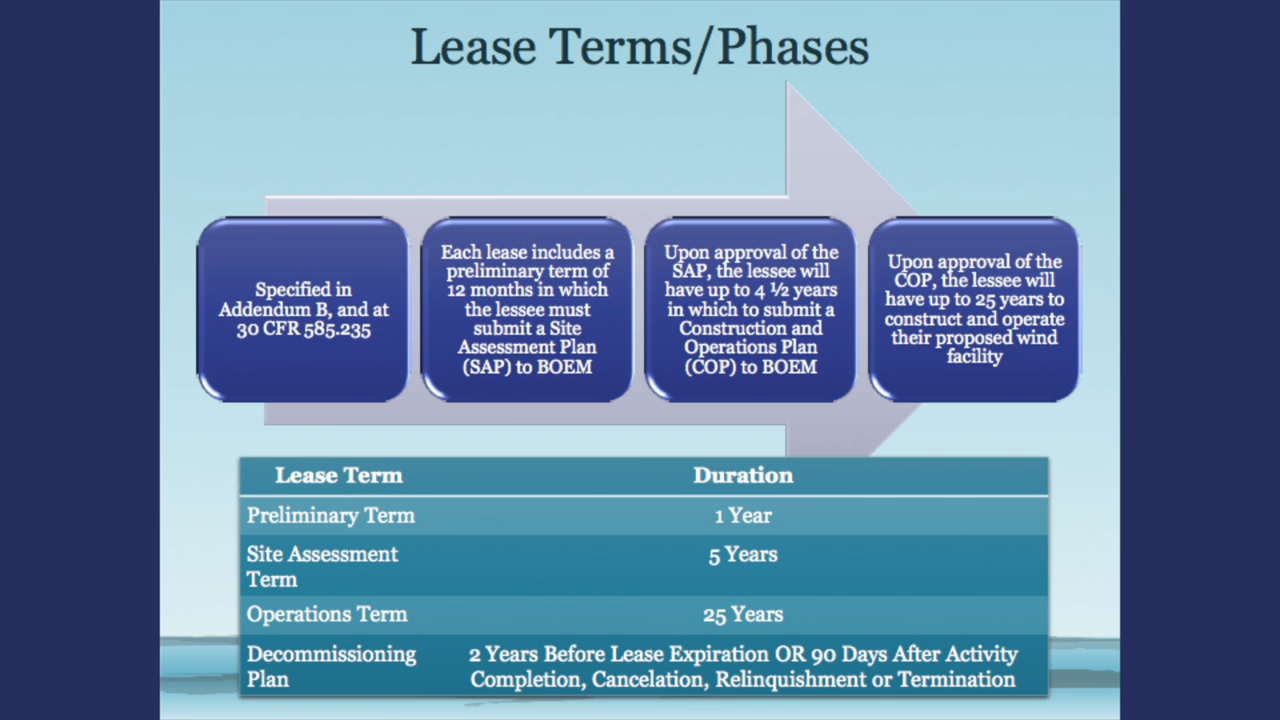 Lease Terms/Phases
Specified in
Addendum B, and at
30 CFR 585.235
Each lease includes a
preliminary term of
12 months in which
the lessee must
submit a Site
Assessment Plan
(SAP) to BOEM
Upon approval of the
SAP, the lessee will
have up to 4 ½ years
in which to submit a
Construction and
Operations Plan
(COP) to BOEM
Upon approval of the
COP, the lessee will
have up to 25 years to
construct and operate
their proposed wind
facility
Lease Term Duration
Preliminary Term 1 Year
Site Assessment
Term 5 Years
Operations Term 25 Years
Decommissioning
Plan
2 Years Before Lease Expiration OR 90 Days After Activity
Completion, Cancelation, Relinquishment or Termination